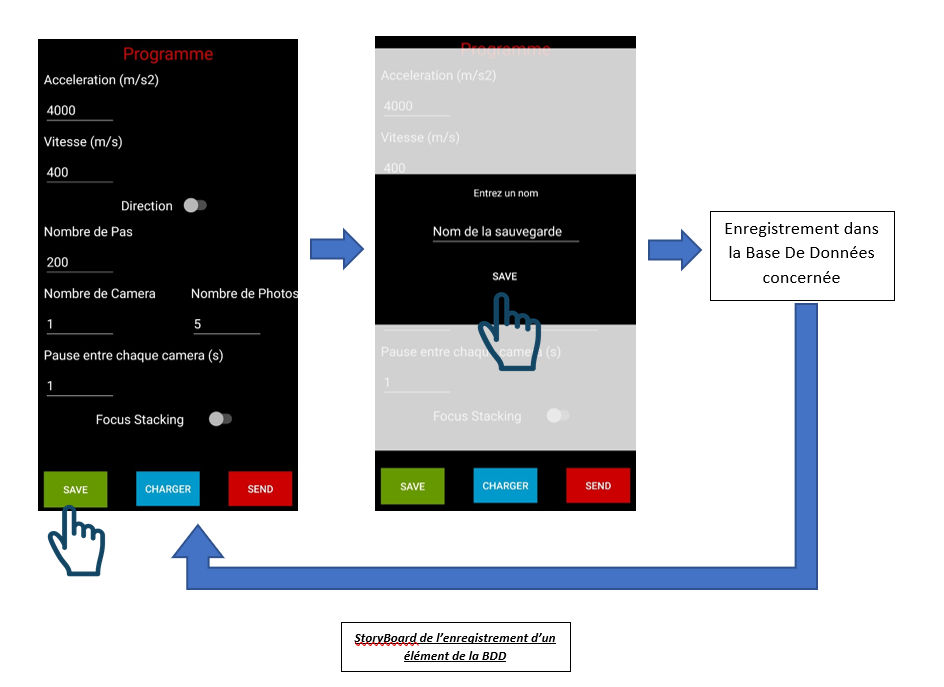 Programme
Acceleration (m/s2)
4000
Vitesse (m/s)
400
Direction
Nombre de Pas
200
Nombre de Camera Nombre de Photos
1 5
Pause entre chaque camera (s)
1
Focus Stacking
SAVE CHARGER SEND
Programme
Acceleration (m/s2)
4000
Vitesse (m/s)
400
Entrez un nom
Nom de la sauvegarde
SAVE
Pause entre chaque camera (s)
1
Focus Stacking
SAVE CHARGER SEND
Enregistrement dans
la Base De Données
concernée
StoryBoard de l'enregistrement d'un
élément de la BDD